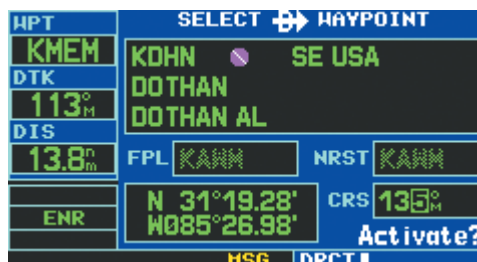 WPT
SELECT D WAYPOINT
KMEM
KDHN SE USA
DTK
DOTHAN
113°M
DOTHAN AL
DIS
13.8nm
FPL KAWM NRST KAWM
N 31°19.28'
CRS 135°M
ENR
W085°26.98'
Activate?
MSG DRCT